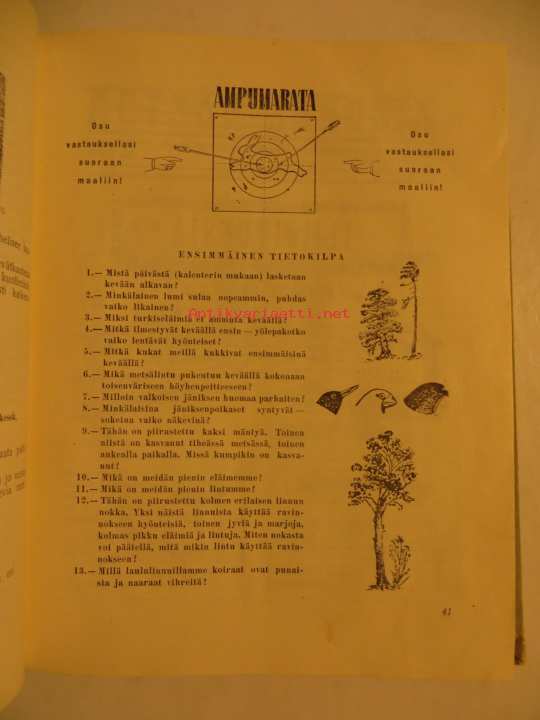 AMPUMARATA
Osu
vastauksellasi
suoraan
maaliin!
Osu
vastauksellasi
suoraan
maaliin!
ENSIMMÄINEN TIETOKILPA
1.— Mistä päivästä (kalenterin mukaan) lasketaan
kevään alkavan?
2.— Minkälainen lumi sulaa nopeammin, puhdas
vaiko likainen?
3.— Miksi turkiseläimiä ei ammuta keväällä?
4.— Mitkä ilmestyvät keväällä ensin — yölepakotko
vaiko lentävät hyönteiset?
5.— Mitkä kukat meillä kukkivat ensimmäisinä
keväällä?
6.— Mikä metsälintu pukeutuu keväällä kokonaan
toisenväriseen höyhenpeitteeseen?
7.— Milloin valkoisen jäniksen huomaa parhaiten?
8.— Minkälaisina jäniksenpoikaset syntyvät —
sokeina vaiko näkevinä?
9.— Tähän on piirustettu kaksi mäntyä. Toinen
niistä on kasvanut tiheässä metsässä, toinen
aukealla paikalla. Missä kumpikin on kasva-
nut?
10.— Mikä on meidän pienin eläimemme?
11.— Mikä on meidän pienin lintumme?
12.— Tähän on piirustettu kolmen erilaisen linnun
nokka. Yksi näistä linnuista käyttää ravin-
nokseen hyönteisiä, toinen jyviä ja marjoja,
kolmas pikku eläimiä ja lintuja. Miten nokasta
voi päätellä, mitä mikin lintu käyttää ravin-
nokseen?
13.— Millä laululinnuillamme koiraat ovat punai-
sia ja naaraat vihreitä?
41
Antikvariaatti.net